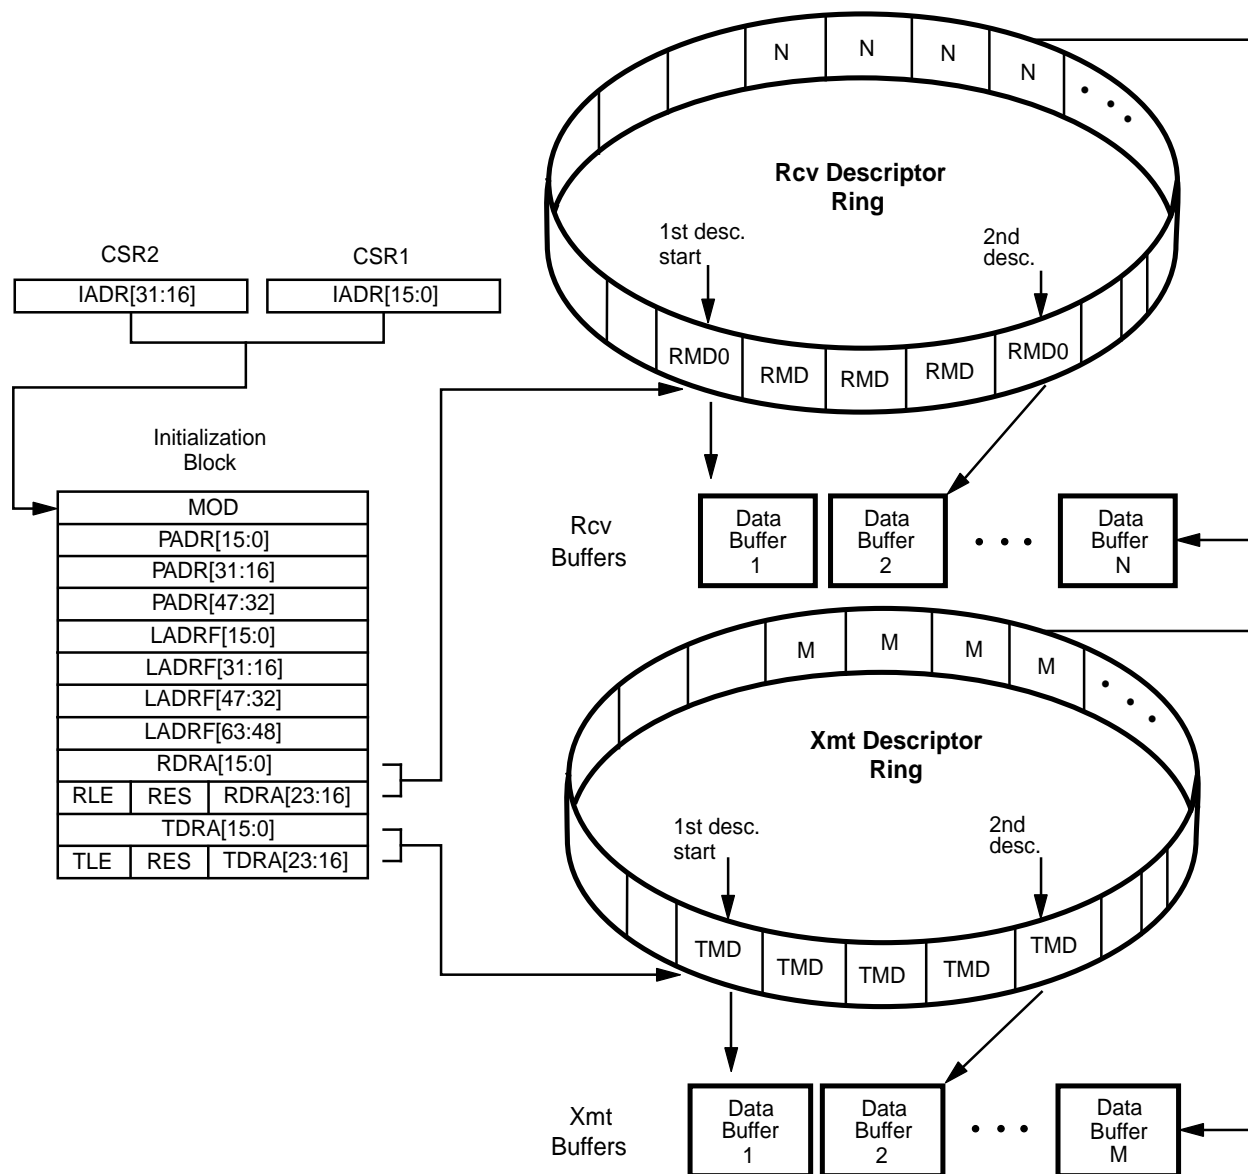 N N N N
Rcv Descriptor
Ring
1st desc.
start
2nd
desc.
CSR2
CSR1
IADR[31:16]
IADR[15:0]
RMD0 RMD RMD RMD RMD0
Initialization
Block
MOD
PADR[15:0]
PADR[31:16]
PADR[47:32]
LADRF[15:0]
LADRF[31:16]
LADRF[47:32]
LADRF[63:48]
RDRA[15:0]
RLE RES RDRA[23:16]
TDRA[15:0]
TLE RES TDRA[23:16]
Rcv
Buffers
Data
Buffer
1
Data
Buffer
2
• • •
Data
Buffer
N
M M M M
Xmt Descriptor
Ring
1st desc.
start
2nd
desc.
TMD TMD TMD TMD TMD
Xmt
Buffers
Data
Buffer
1
Data
Buffer
2
• • •
Data
Buffer
M